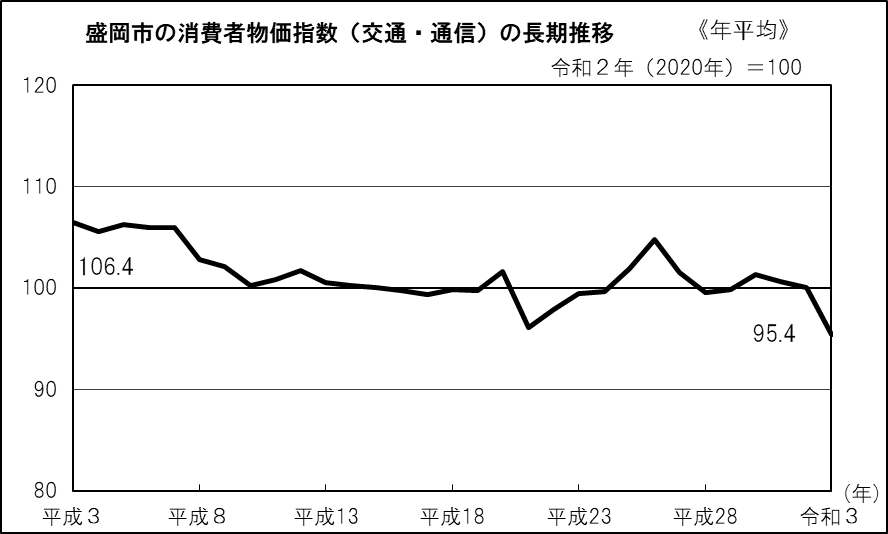 盛岡市の消費者物価指数（交通・通信）の長期推移 《年平均》
令和２年（2020年）＝100
120
110
106.4
100
95.4
90
80
（年）
平成３ 平成８ 平成13 平成18 平成23 平成28 令和３